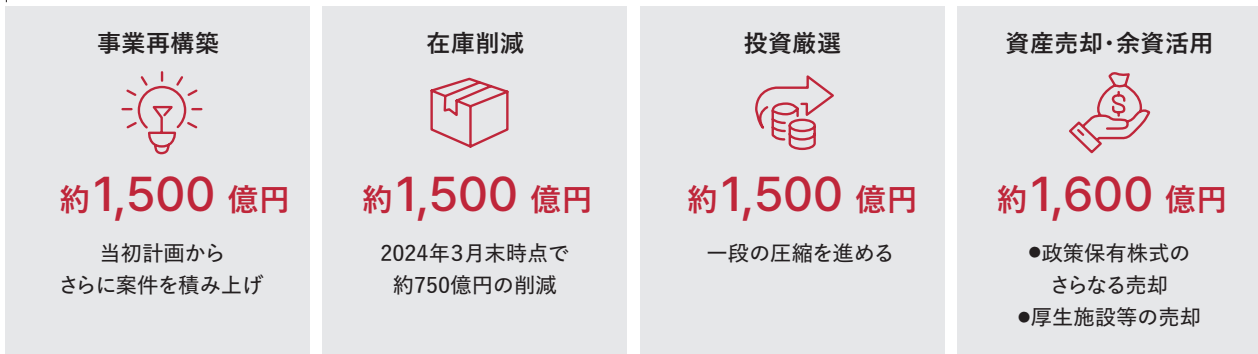 事業再構築
約1,500 億円
当初計画から
さらに案件を積み上げ
在庫削減
約1,500 億円
2024年3月末時点で
約750億円の削減
投資厳選
約1,500 億円
一段の圧縮を進める
資産売却・余資活用
$
約1,600 億円
●政策保有株式の
さらなる売却
●厚生施設等の売却